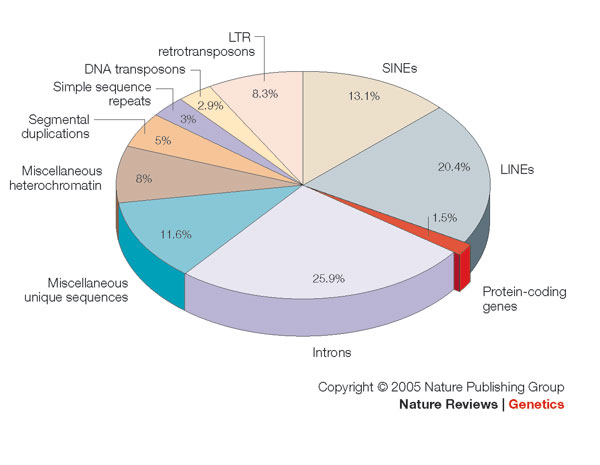 LTR
retrotransposons
DNA transposons
Simple sequence
repeats
Segmental
duplications
Miscellaneous
heterochromatin
Miscellaneous
unique sequences
SINEs
LINEs
Protein-coding
genes
Introns
8.3%
13.1%
2.9%
3%
5%
8%
11.6%
25.9%
1.5%
20.4%
Copyright © 2005 Nature Publishing Group
Nature Reviews | Genetics